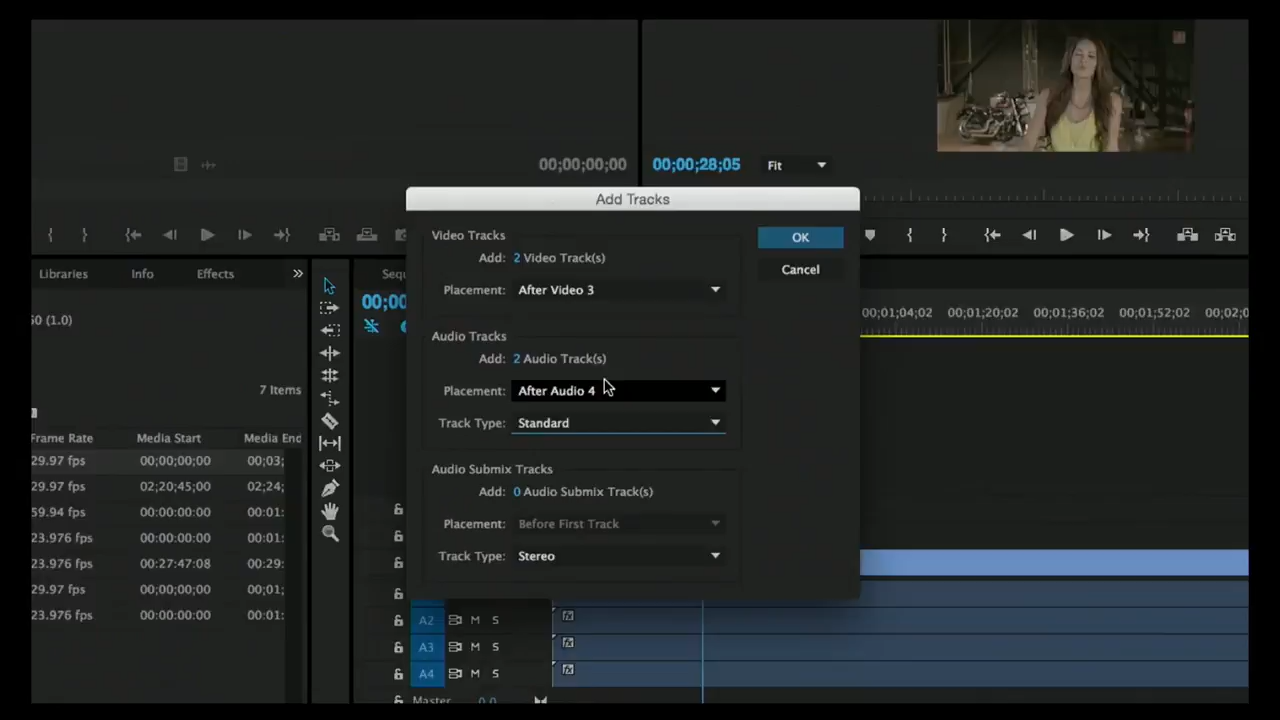 00;00;00;00
00;00;28;05
Fit
Add Tracks
Video Tracks
OK
Add: 2 Video Track(s)
Cancel
Placement: After Video 3
Audio Tracks
Add: 2 Audio Track(s)
Placement: After Audio 4
Track Type: Standard
Audio Submix Tracks
Add: 0 Audio Submix Track(s)
Placement: Before First Track
Track Type: Stereo
Libraries Info Effects
Sequ
00;00
00;01;04;02 00;01;20;02 00;01;36;02 00;01;52;02 00;02;0
60 (1.0)
7 Items
Frame Rate Media Start Media End
29.97 fps 00;00;00;00 00;03;
29.97 fps 02;20;45;00 02;24;
59.94 fps 00:00:00:00 00:01:
23.976 fps 00:00:00:00 00:01:
23.976 fps 00:27:47:08 00:29:
29.97 fps 00;00;00;00 00;01;
23.976 fps 00:00:00:00 00:01:
A2 M S fx
A3 M S fx
A4 M S fx
Master 0.0